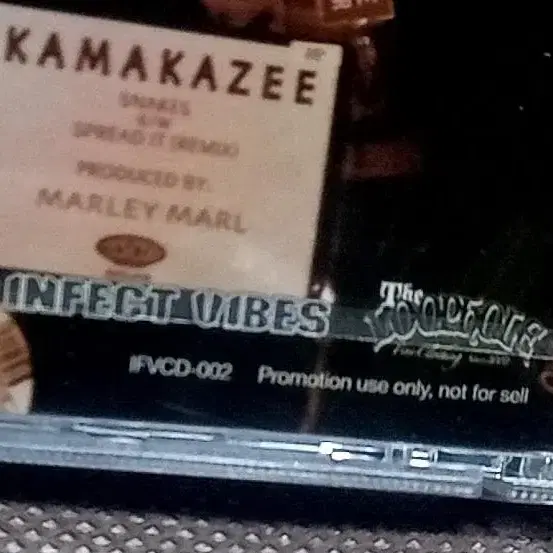 KAMAKAZEE
SNAKES
B/W
SPREAD IT (REMIX)
PRODUCED BY:
MARLEY MARL
INFECT VIBES
The
IFVCD-002 Promotion use only, not for sell